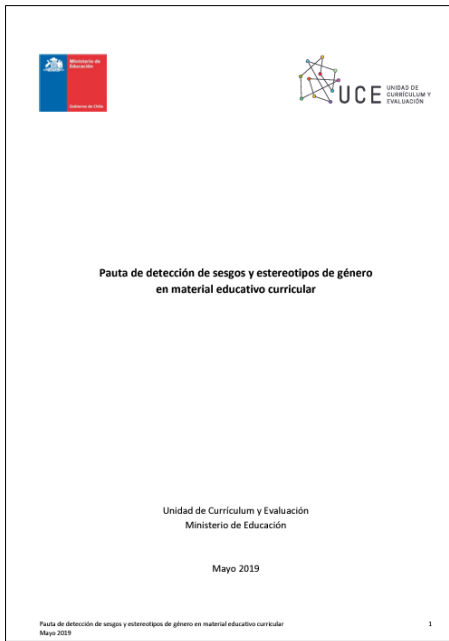 Ministerio de
Educación
Gobierno de Chile
UCE
UNIDAD DE
CURRÍCULUM Y
EVALUACIÓN
Pauta de detección de sesgos y estereotipos de género
en material educativo curricular
Unidad de Currículum y Evaluación
Ministerio de Educación
Mayo 2019
Pauta de detección de sesgos y estereotipos de género en material educativo curricular 1
Mayo 2019